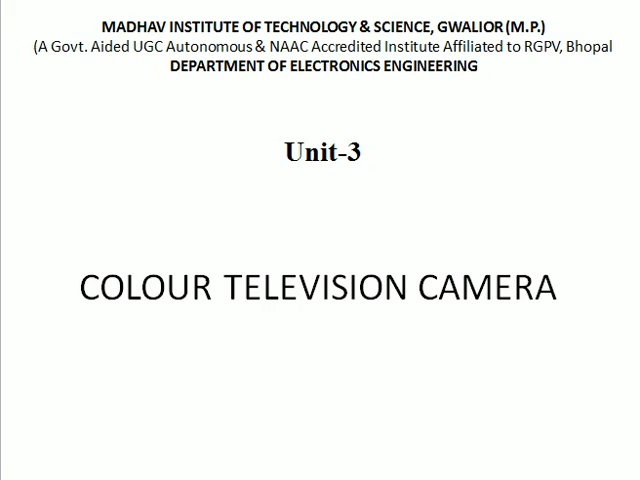 MADHAV INSTITUTE OF TECHNOLOGY & SCIENCE, GWALIOR (M.P.)
(A Govt. Aided UGC Autonomous & NAAC Accredited Institute Affiliated to RGPV, Bhopal
DEPARTMENT OF ELECTRONICS ENGINEERING
Unit-3
COLOUR TELEVISION CAMERA